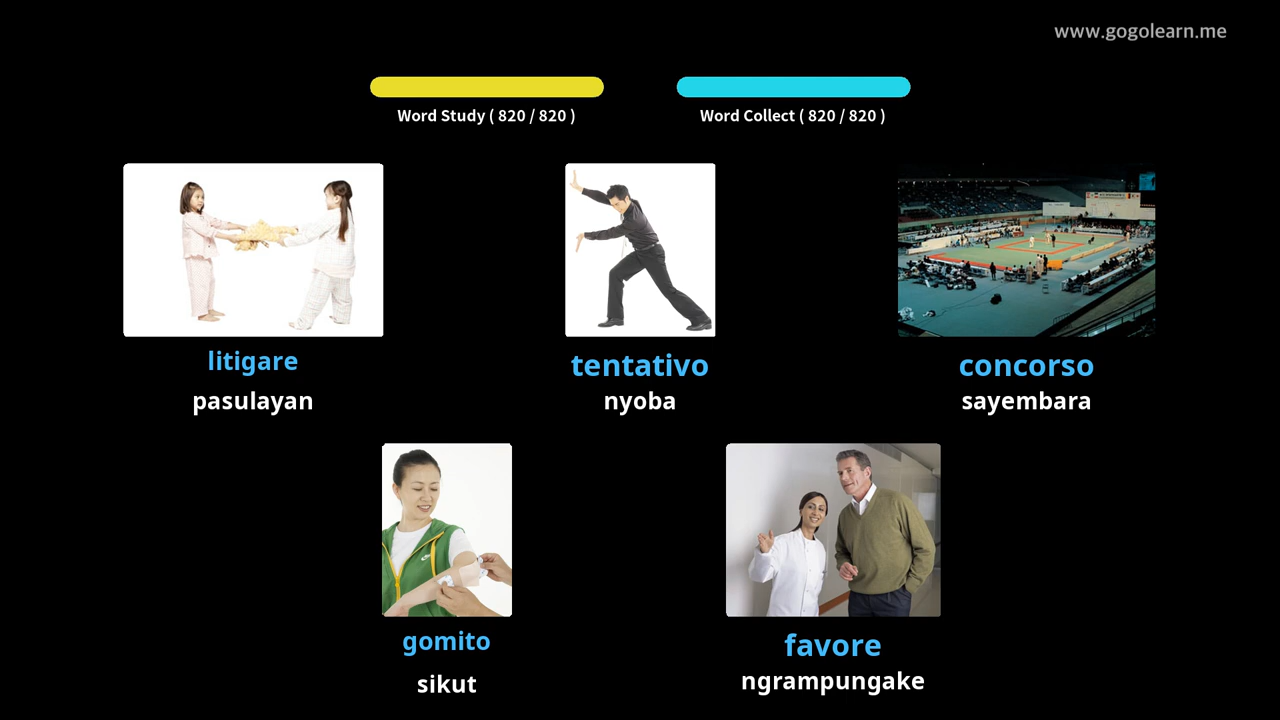 www.gogolearn.me
Word Study ( 820 / 820 )
Word Collect ( 820 / 820 )
litigare
tentativo
concorso
pasulayan
nyoba
sayembara
gomito
favore
sikut
ngrampungake